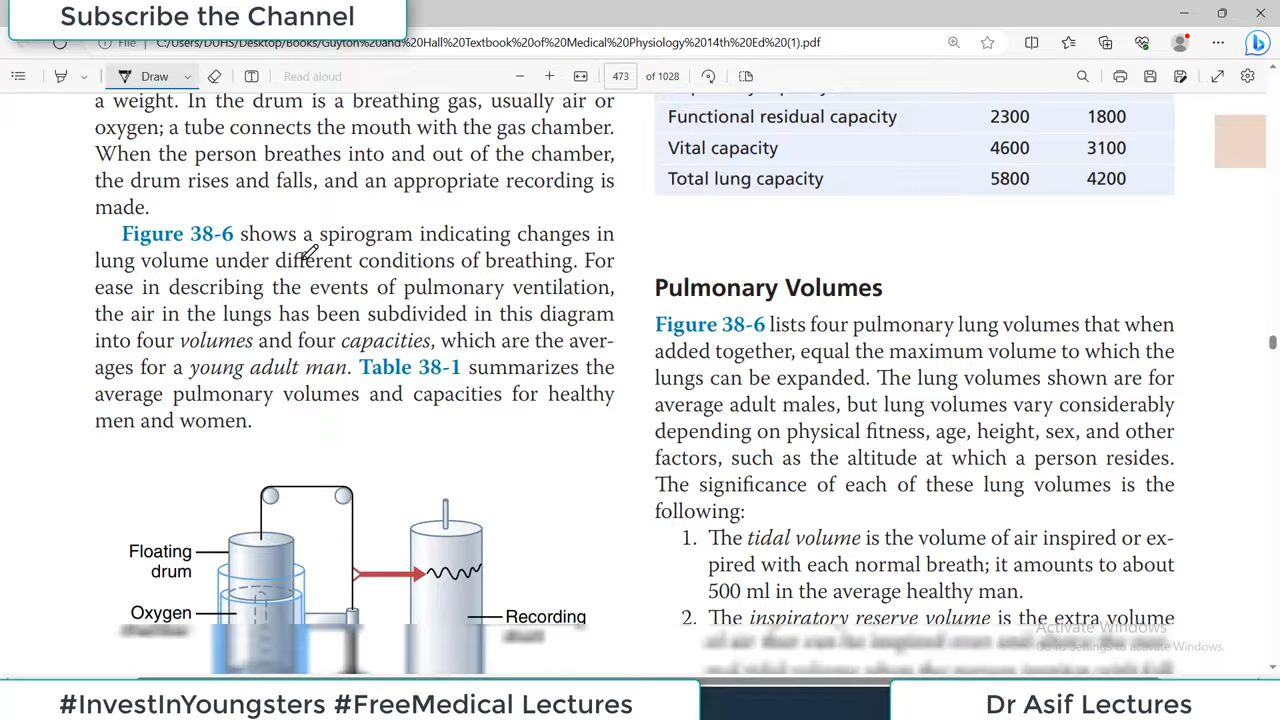 Subscribe the Channel
File
C:/Users/DUHS/Desktop/Books/Guyton%20and%20Hall%20Textbook%20of%20Medical%20Physiology%2014th%20Ed%20(1).pdf
Draw
Read aloud
473 of 1028
a weight. In the drum is a breathing gas, usually air or
oxygen; a tube connects the mouth with the gas chamber.
When the person breathes into and out of the chamber,
the drum rises and falls, and an appropriate recording is
made.
Figure 38-6 shows a spirogram indicating changes in
lung volume under different conditions of breathing. For
ease in describing the events of pulmonary ventilation,
the air in the lungs has been subdivided in this diagram
into four volumes and four capacities, which are the aver-
ages for a young adult man. Table 38-1 summarizes the
average pulmonary volumes and capacities for healthy
men and women.
Floating
drum
Oxygen
Recording
Functional residual capacity 2300 1800
Vital capacity 4600 3100
Total lung capacity 5800 4200
Pulmonary Volumes
Figure 38-6 lists four pulmonary lung volumes that when
added together, equal the maximum volume to which the
lungs can be expanded. The lung volumes shown are for
average adult males, but lung volumes vary considerably
depending on physical fitness, age, height, sex, and other
factors, such as the altitude at which a person resides.
The significance of each of these lung volumes is the
following:
1. The tidal volume is the volume of air inspired or ex-
pired with each normal breath; it amounts to about
500 ml in the average healthy man.
2. The inspiratory reserve volume is the extra volume
Activate Windows
Go to Settings to activate Windows.
#InvestInYoungsters #FreeMedical Lectures
Dr Asif Lectures